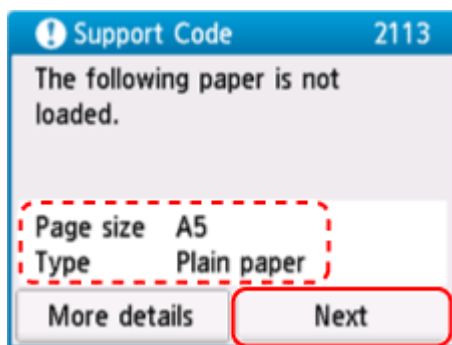 Support Code 2113
The following paper is not
loaded.
Page size A5
Type Plain paper
More details Next